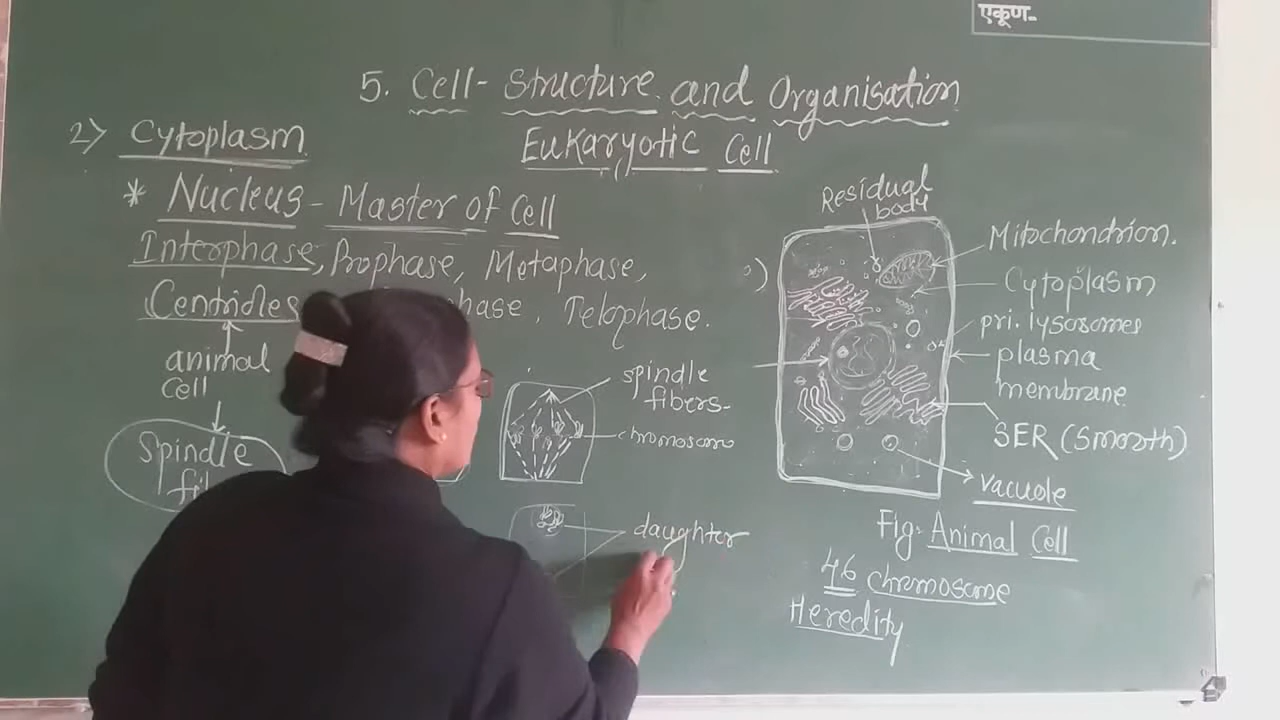 एकूण-
5. Cell- Structure and Organisation
Eukaryotic Cell
2) Cytoplasm
* Nucleus - Master of Cell
Interphase, Prophase, Metaphase,
Centrioles
phase, Telophase.
animal
cell
Spindle
spindle
fibers-
chromosome
daughter
Residual
body
Mitochondrion.
Cytoplasm
pri. lysosomes
plasma
membrane
SER (Smooth)
vacuole
Fig: Animal Cell
46 chromosome
Heredity